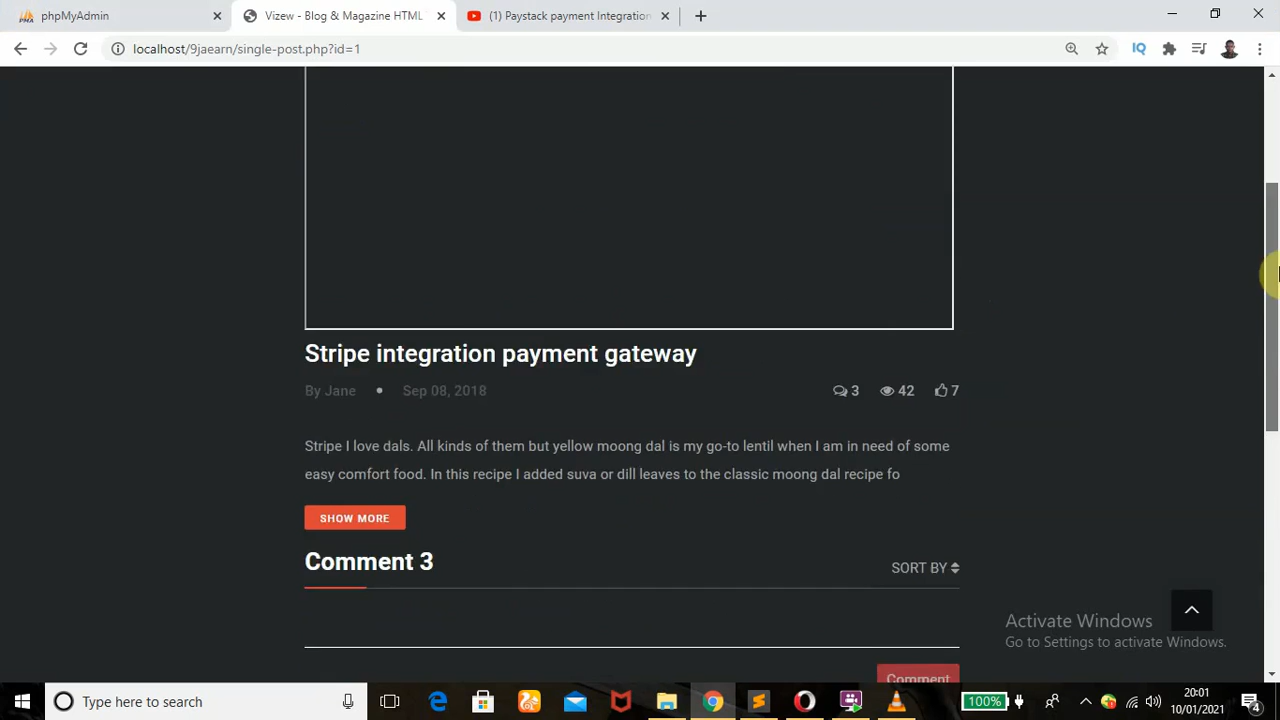 phpMyAdmin
Vizew - Blog & Magazine HTML T
(1) Paystack payment Integration
localhost/9jaearn/single-post.php?id=1
IQ
Stripe integration payment gateway
By Jane • Sep 08, 2018
3 42 7
Stripe I love dals. All kinds of them but yellow moong dal is my go-to lentil when I am in need of some
easy comfort food. In this recipe I added suva or dill leaves to the classic moong dal recipe fo
SHOW MORE
Comment 3
SORT BY
Comment
Activate Windows
Go to Settings to activate Windows.
Type here to search
100%
20:01
10/01/2021
4